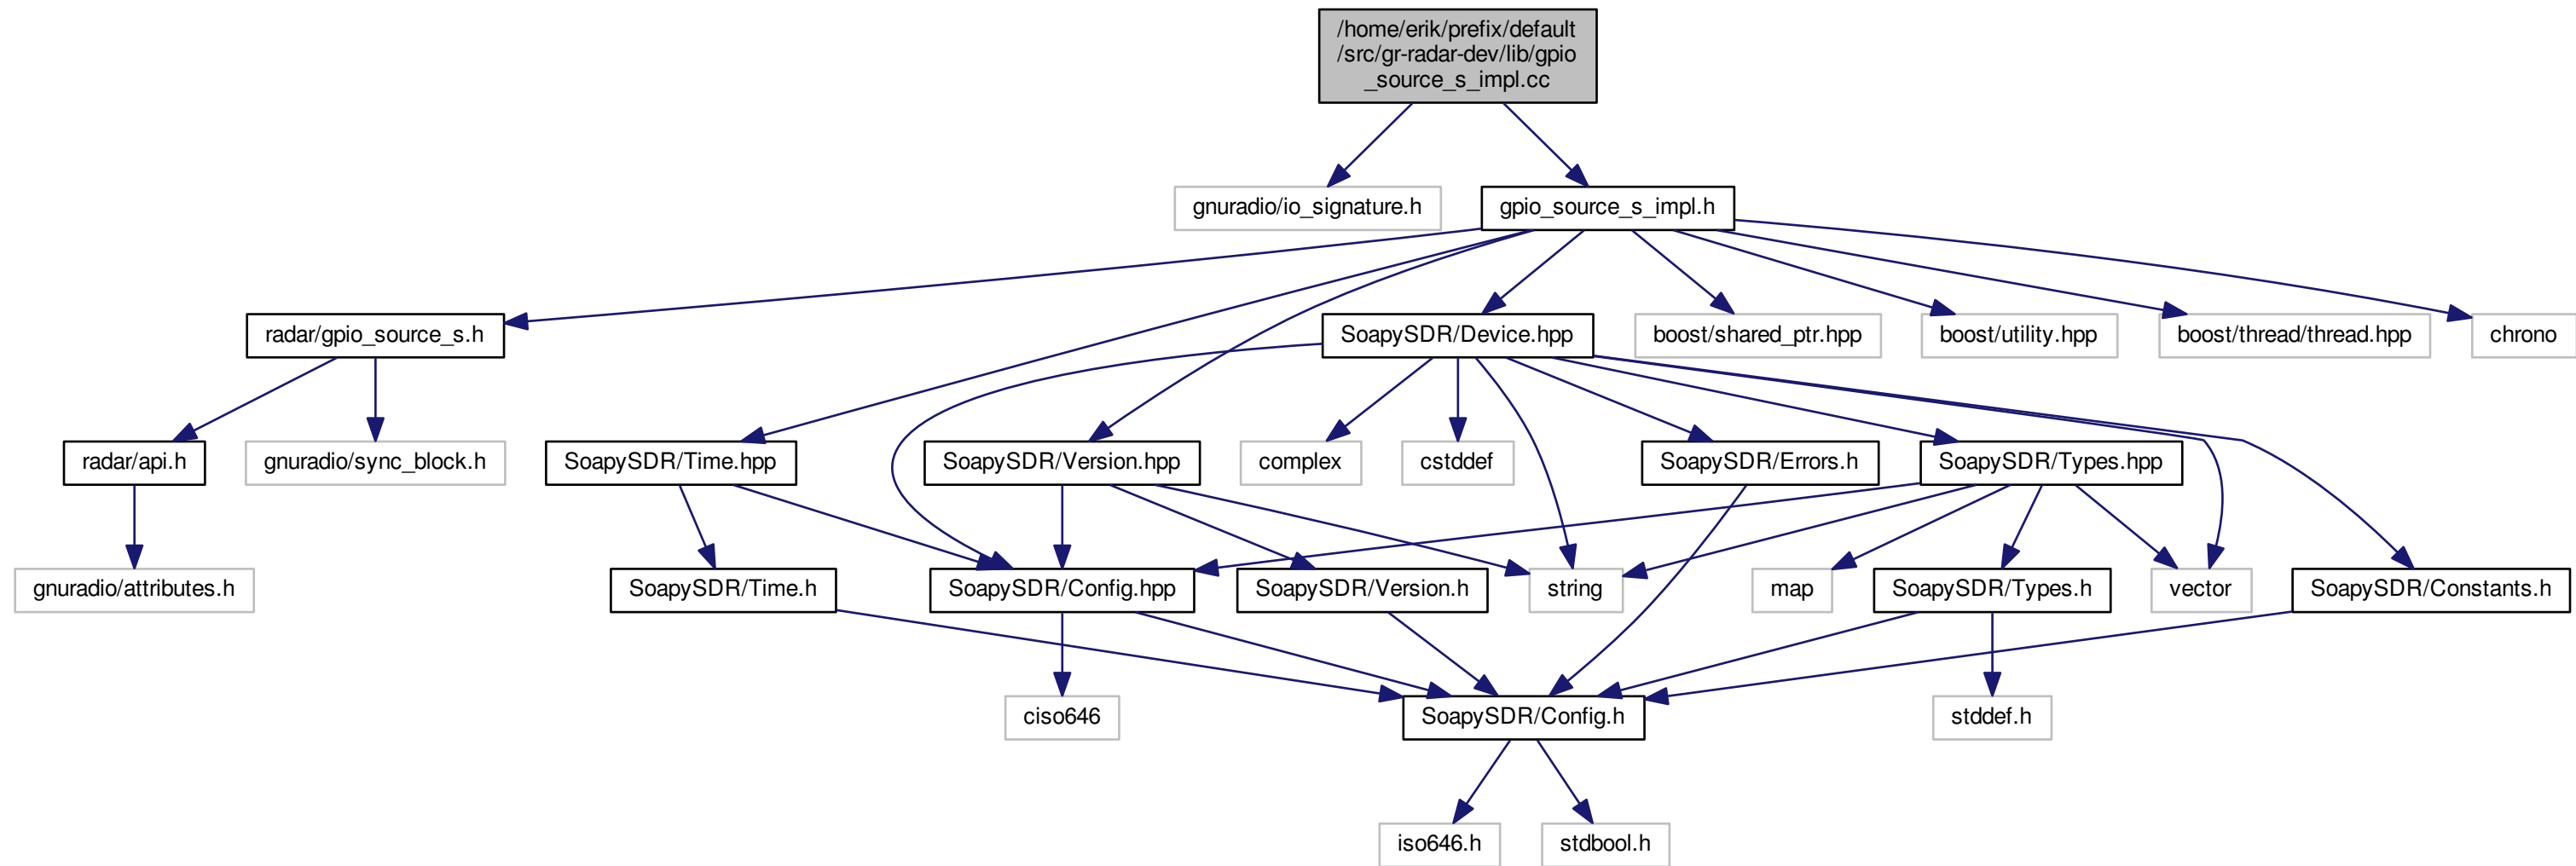 /home/erik/prefix/default
/src/gr-radar-dev/lib/gpio
_source_s_impl.cc
gnuradio/io_signature.h
gpio_source_s_impl.h
radar/gpio_source_s.h
SoapySDR/Device.hpp
boost/shared_ptr.hpp
boost/utility.hpp
boost/thread/thread.hpp
chrono
radar/api.h
gnuradio/sync_block.h
SoapySDR/Time.hpp
SoapySDR/Version.hpp
complex
cstddef
SoapySDR/Errors.h
SoapySDR/Types.hpp
gnuradio/attributes.h
SoapySDR/Time.h
SoapySDR/Config.hpp
SoapySDR/Version.h
string
map
SoapySDR/Types.h
vector
SoapySDR/Constants.h
ciso646
SoapySDR/Config.h
stddef.h
iso646.h
stdbool.h